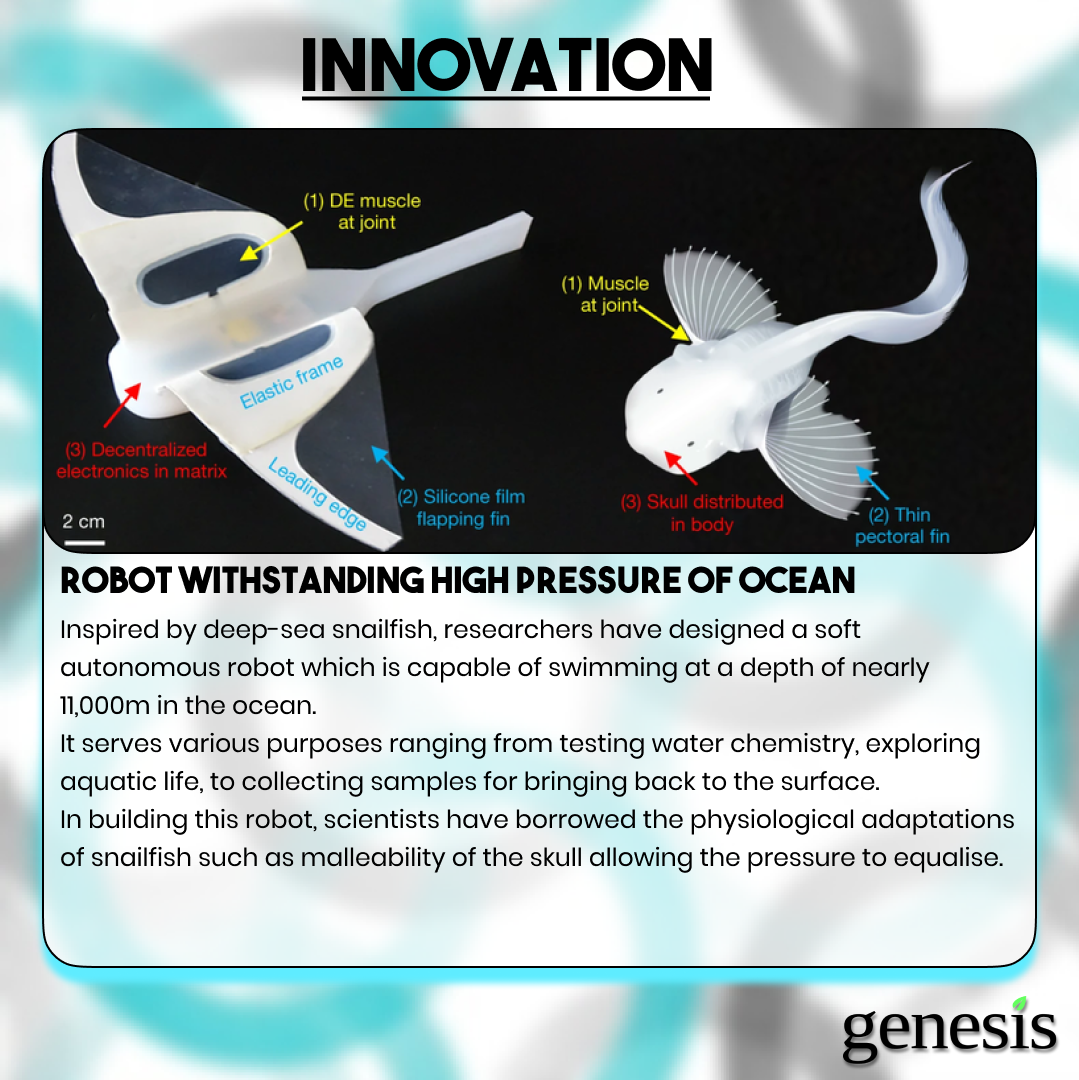 INNOVATION
(1) DE muscle
at joint
(1) Muscle
at joint
Elastic frame
(3) Decentralized
electronics in matrix
Leading edge
(2) Silicone film
flapping fin
2 cm
(3) Skull distributed
in body
(2) Thin
pectoral fin
ROBOT WITHSTANDING HIGH PRESSURE OF OCEAN
Inspired by deep-sea snailfish, researchers have designed a soft
autonomous robot which is capable of swimming at a depth of nearly
11,000m in the ocean.
It serves various purposes ranging from testing water chemistry, exploring
aquatic life, to collecting samples for bringing back to the surface.
In building this robot, scientists have borrowed the physiological adaptations
of snailfish such as malleability of the skull allowing the pressure to equalise.
genesis